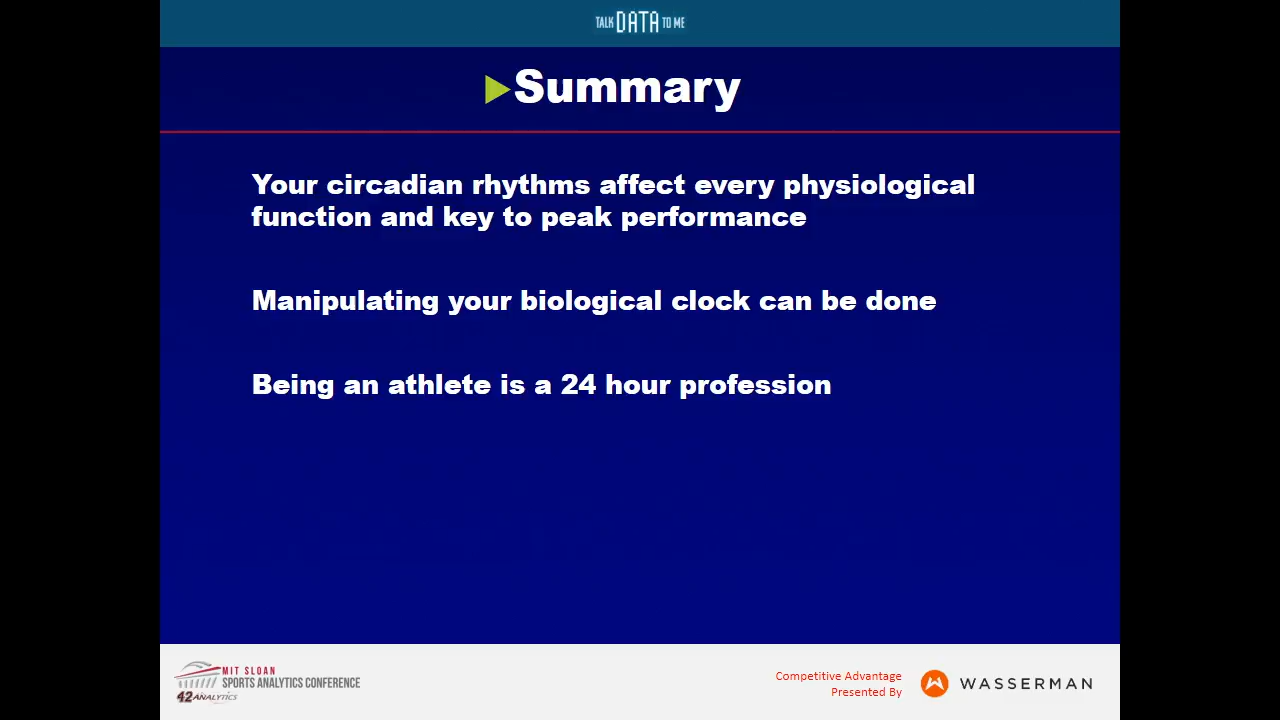 TALK DATA TO ME
Summary
Your circadian rhythms affect every physiological
function and key to peak performance
Manipulating your biological clock can be done
Being an athlete is a 24 hour profession
MIT SLOAN
SPORTS ANALYTICS CONFERENCE
42 ANALYTICS
Competitive Advantage
Presented By
WASSERMAN